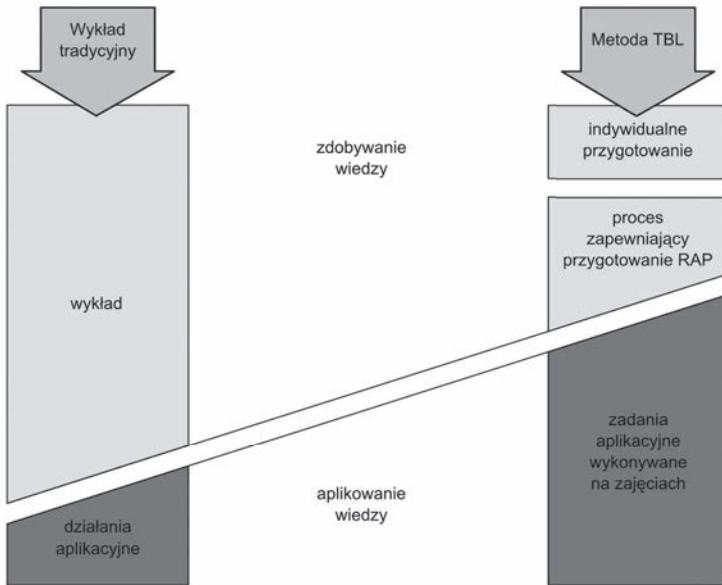 Wykład
tradycyjny
Metoda TBL
indywidualne
przygotowanie
zdobywanie
wiedzy
proces
zapewniający
przygotowanie RAP
wykład
zadania
aplikacyjne
wykonywane
na zajęciach
aplikowanie
wiedzy
działania
aplikacyjne